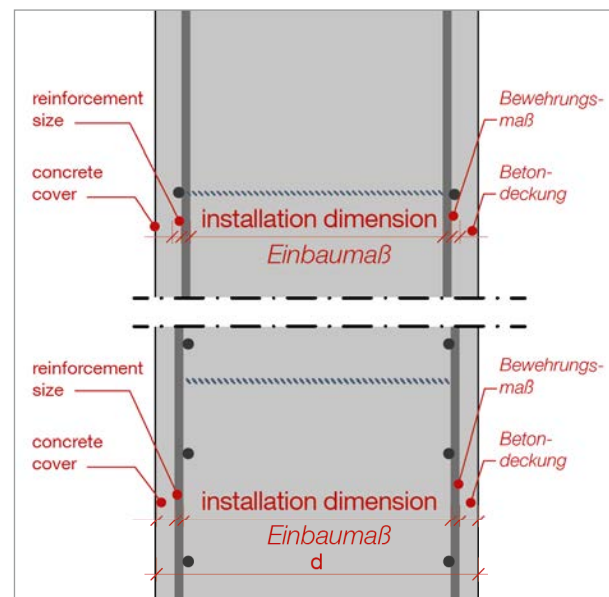 reinforcement
size
Bewehrungs-
maß
concrete
cover
Beton-
deckung
installation dimension
Einbaumaß
reinforcement
size
Bewehrungs-
maß
concrete
cover
Beton-
deckung
installation dimension
Einbaumaß
d